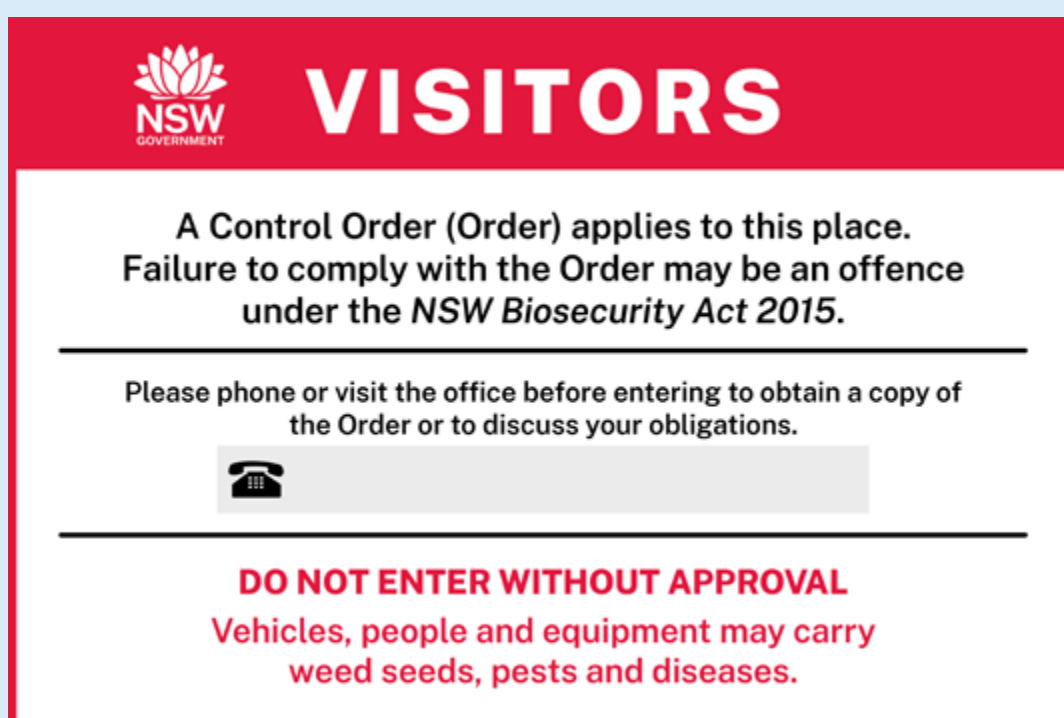 NSW
GOVERNMENT
VISITORS
A Control Order (Order) applies to this place.
Failure to comply with the Order may be an offence
under the NSW Biosecurity Act 2015.
Please phone or visit the office before entering to obtain a copy of
the Order or to discuss your obligations.
DO NOT ENTER WITHOUT APPROVAL
Vehicles, people and equipment may carry
weed seeds, pests and diseases.